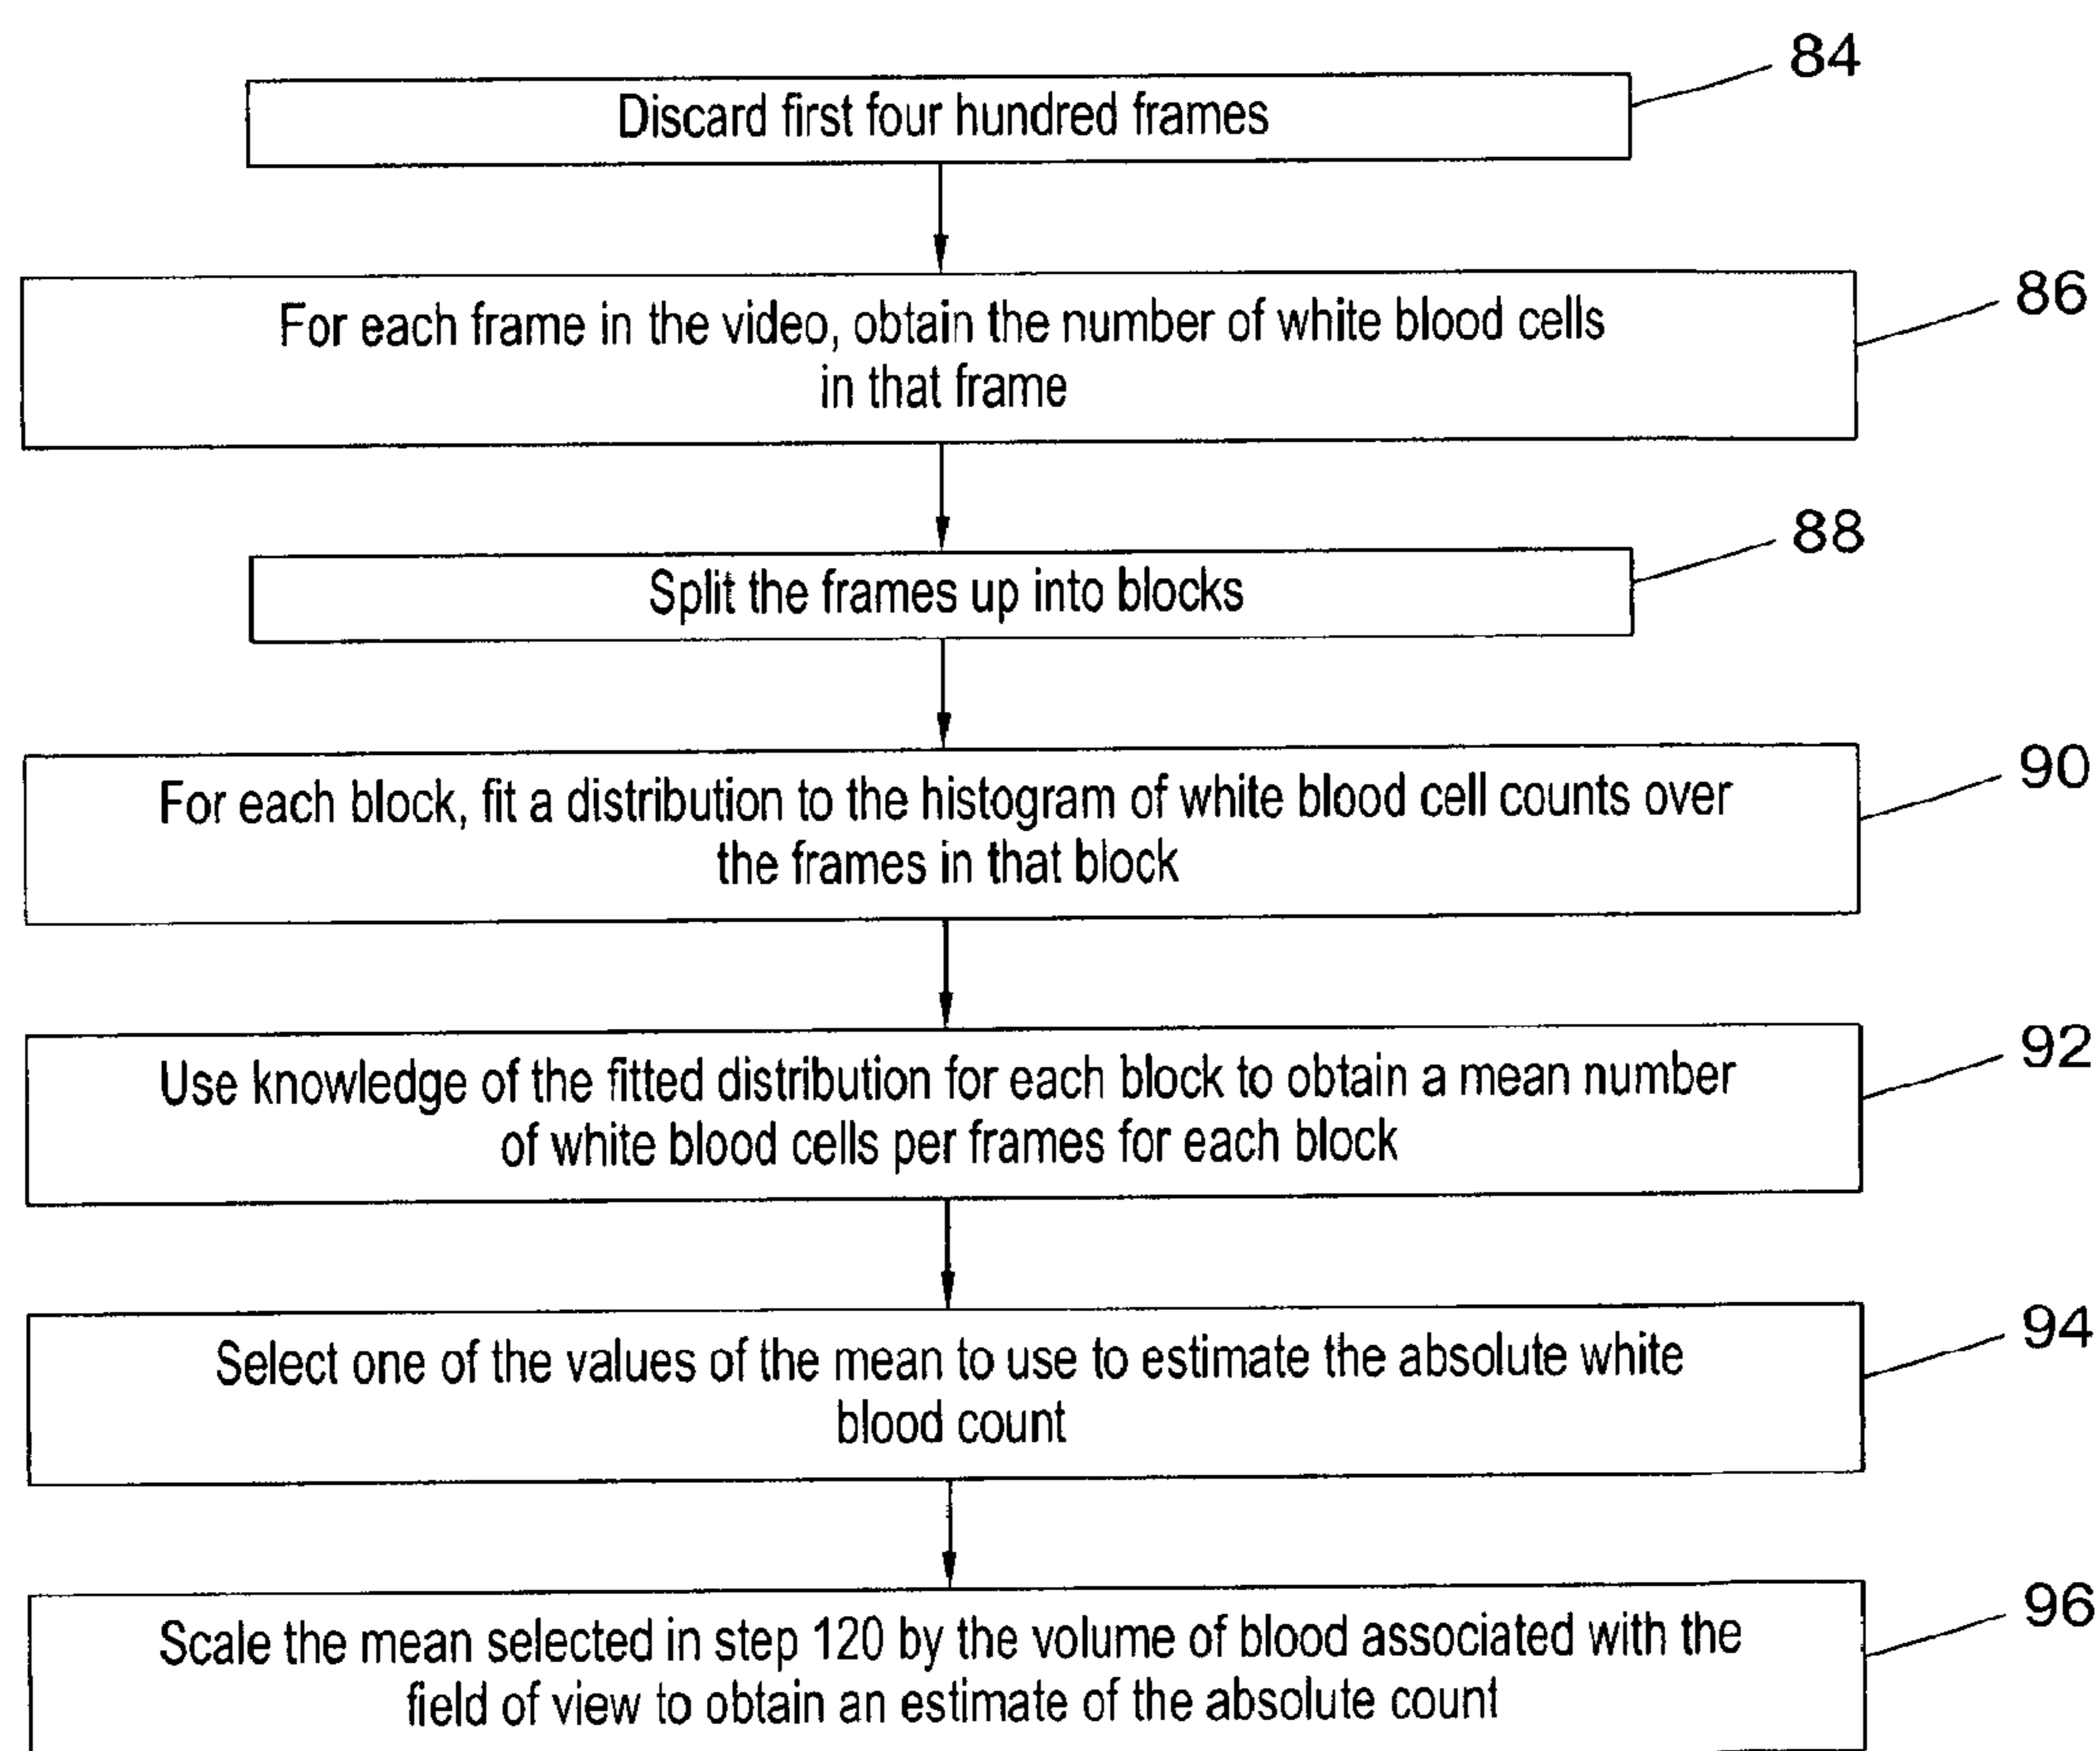 84
Discard first four hundred frames
86
For each frame in the video, obtain the number of white blood cells
in that frame
88
Split the frames up into blocks
90
For each block, fit a distribution to the histogram of white blood cell counts over
the frames in that block
92
Use knowledge of the fitted distribution for each block to obtain a mean number
of white blood cells per frames for each block
94
Select one of the values of the mean to use to estimate the absolute white
blood count
96
Scale the mean selected in step 120 by the volume of blood associated with the
field of view to obtain an estimate of the absolute count